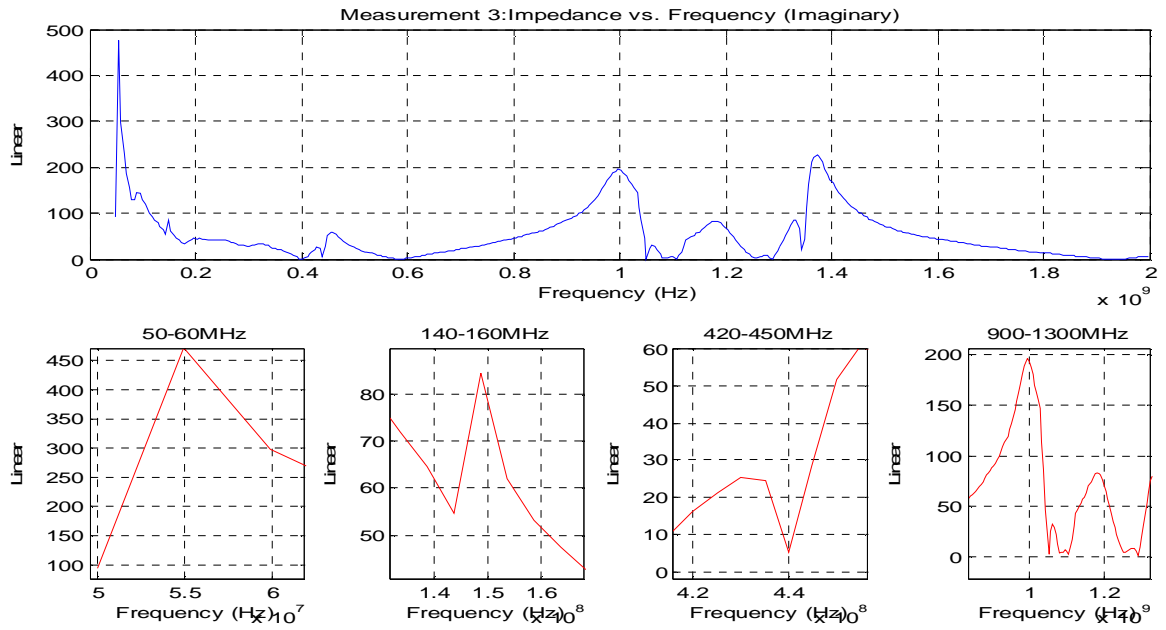 Measurement 3:Impedance vs. Frequency (Imaginary)
500
400
300
200
100
0
Linear
0 0.2 0.4 0.6 0.8 1 1.2 1.4 1.6 1.8 2
Frequency (Hz)
x 10^9
50-60MHz
450
400
350
300
250
200
150
100
Linear
5 5.5 6
Frequency (Hz)
x 10^7
140-160MHz
80
70
60
50
Linear
1.4 1.5 1.6
Frequency (Hz)
x 10^8
420-450MHz
60
50
40
30
20
10
0
Linear
4.2 4.4
Frequency (Hz)
x 10^8
900-1300MHz
200
150
100
50
0
Linear
1 1.2
Frequency (Hz)
x 10^9